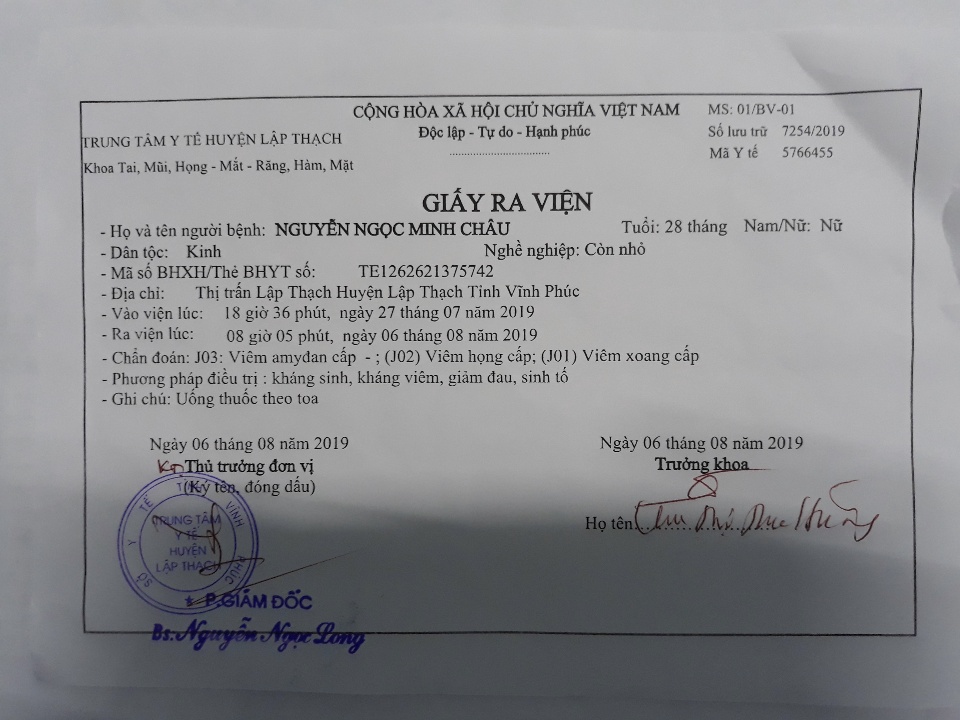 CỘNG HÒA XÃ HỘI CHỦ NGHĨA VIỆT NAM
Độc lập - Tự do - Hạnh phúc
MS: 01/BV-01
Số lưu trữ 7254/2019
Mã Y tế 5766455
TRUNG TÂM Y TẾ HUYỆN LẬP THẠCH
Khoa Tai, Mũi, Họng - Mắt - Răng, Hàm, Mặt
GIẤY RA VIỆN
- Họ và tên người bệnh: NGUYỄN NGỌC MINH CHÂU Tuổi: 28 tháng Nam/Nữ: Nữ
- Dân tộc: Kinh Nghề nghiệp: Còn nhỏ
- Mã số BHXH/Thẻ BHYT số: TE1262621375742
- Địa chỉ: Thị trấn Lập Thạch Huyện Lập Thạch Tỉnh Vĩnh Phúc
- Vào viện lúc: 18 giờ 36 phút, ngày 27 tháng 07 năm 2019
- Ra viện lúc: 08 giờ 05 phút, ngày 06 tháng 08 năm 2019
- Chẩn đoán: J03: Viêm amyđan cấp - ; (J02) Viêm họng cấp; (J01) Viêm xoang cấp
- Phương pháp điều trị : kháng sinh, kháng viêm, giảm đau, sinh tố
- Ghi chú: Uống thuốc theo toa
Ngày 06 tháng 08 năm 2019
Thủ trưởng đơn vị
(Ký tên, đóng dấu)
SỞ Y TẾ TỈNH VĨNH PHÚC
TRUNG TÂM
Y TẾ
HUYỆN
LẬP THẠCH
P.GIÁM ĐỐC
Bs. Nguyễn Ngọc Long
Ngày 06 tháng 08 năm 2019
Trưởng khoa
Họ tên